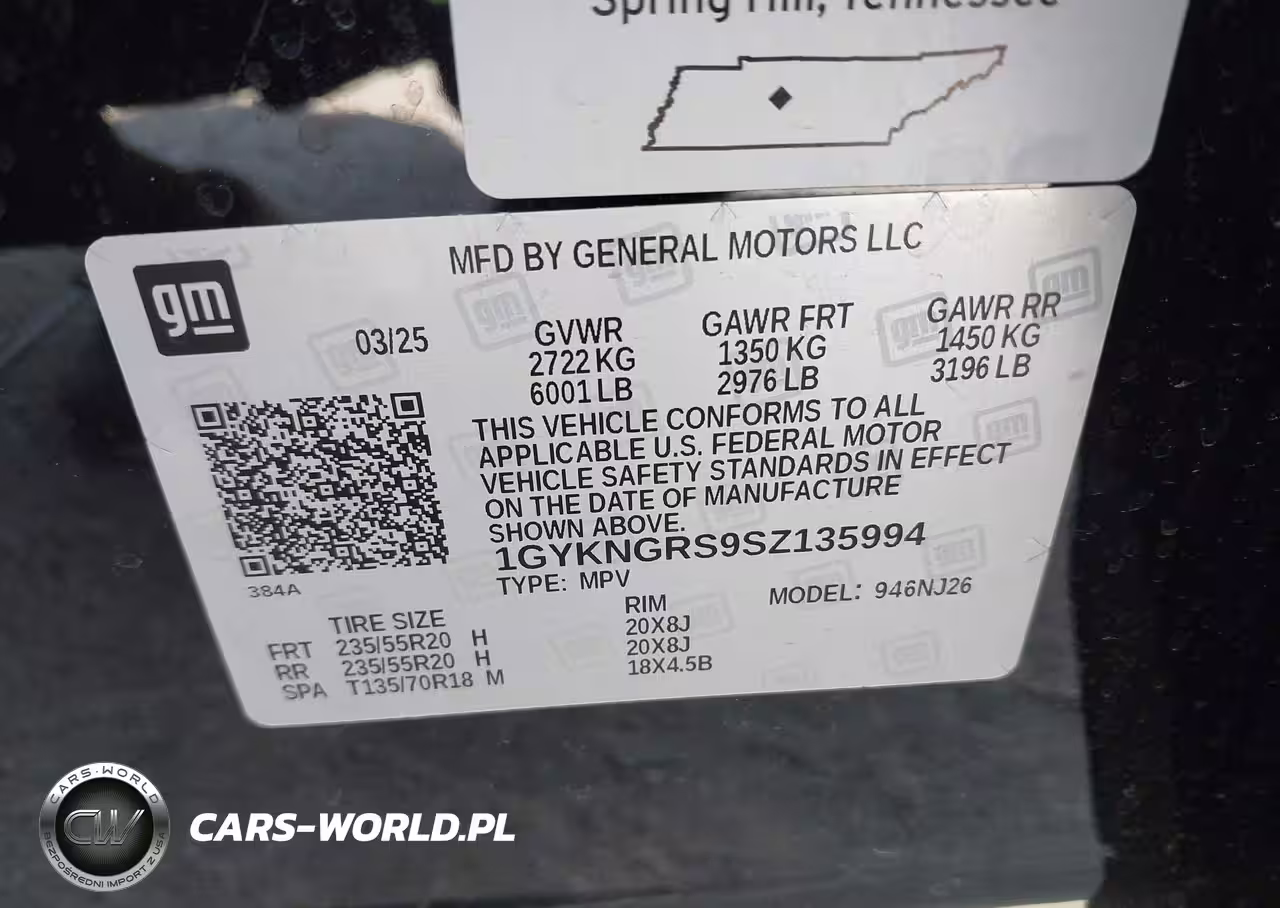 Spring Hill, Tennessee
MFD BY GENERAL MOTORS LLC
gm
03/25
GVWR
2722 KG
6001 LB
GAWR FRT
1350 KG
2976 LB
GAWR RR
1450 KG
3196 LB
THIS VEHICLE CONFORMS TO ALL
APPLICABLE U.S. FEDERAL MOTOR
VEHICLE SAFETY STANDARDS IN EFFECT
ON THE DATE OF MANUFACTURE
SHOWN ABOVE.
1GYKNGRS9SZ135994
TYPE: MPV
MODEL: 946NJ26
384A
TIRE SIZE
RIM
FRT 235/55R20 H 20X8J
RR 235/55R20 H 20X8J
SPA T135/70R18 M 18X4.5B
CARS-WORLD
CW
BEZPOŚREDNI IMPORT Z USA
CARS-WORLD.PL